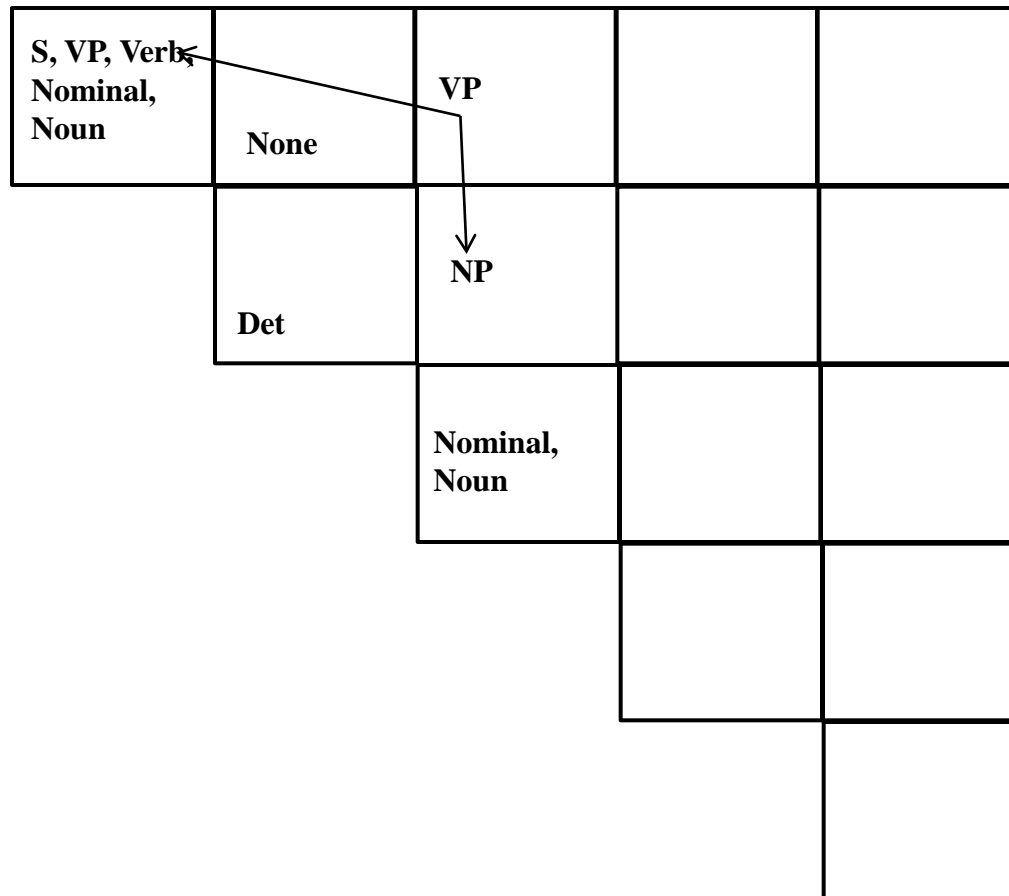 S, VP, Verb,
Nominal,
Noun
None
VP
Det
NP
Nominal,
Noun